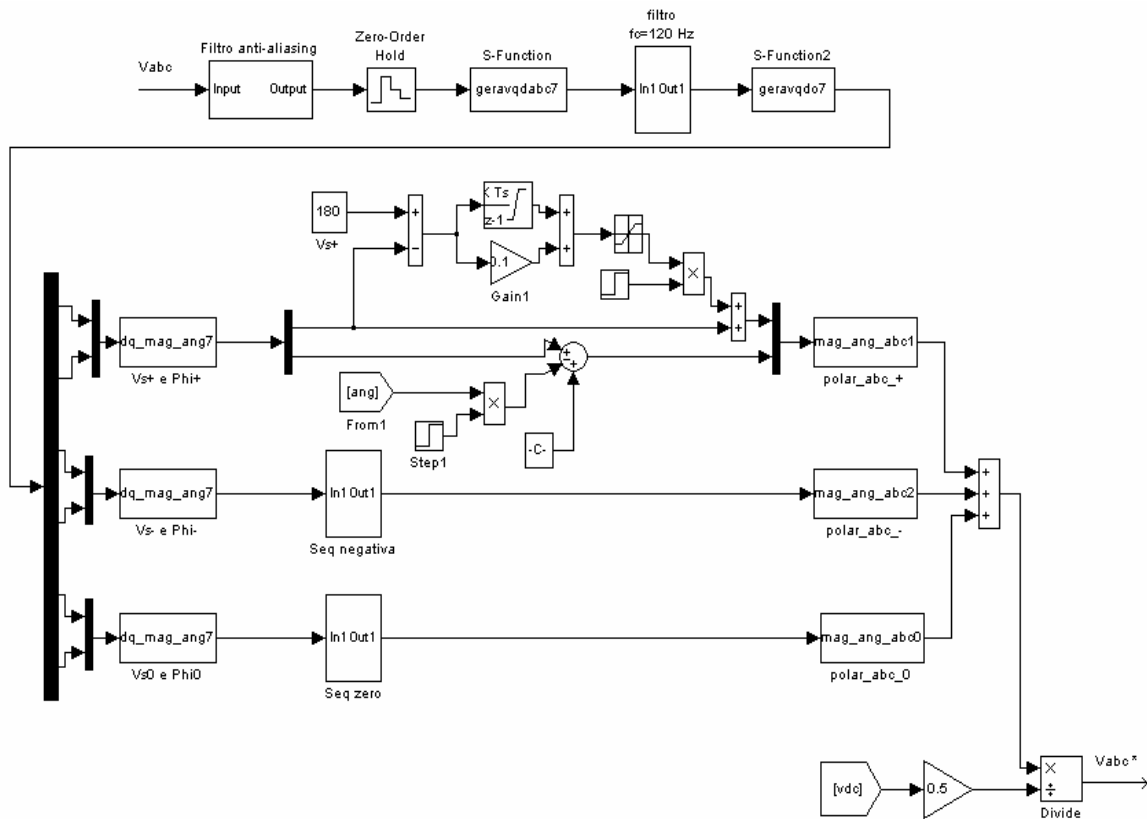 filtro
fc=120 Hz
Zero-Order
Hold
Filtro anti-aliasing
S-Function
S-Function2
Vabc
Input Output
geravqdabc7
In1 Out1
geravqdo7
180
Vs+
+
−
K Ts
z-1
0.1
Gain1
+
+
×
+
+
dq_mag_ang7
Vs+ e Phi+
[ang]
From1
×
Step1
+
−
+
-C-
mag_ang_abc1
polar_abc_+
dq_mag_ang7
Vs- e Phi-
In1 Out1
Seq negativa
mag_ang_abc2
polar_abc_-
+
+
+
dq_mag_ang7
Vs0 e Phi0
In1 Out1
Seq zero
mag_ang_abc0
polar_abc_0
[vdc]
0.5
×
÷
Divide
Vabc*